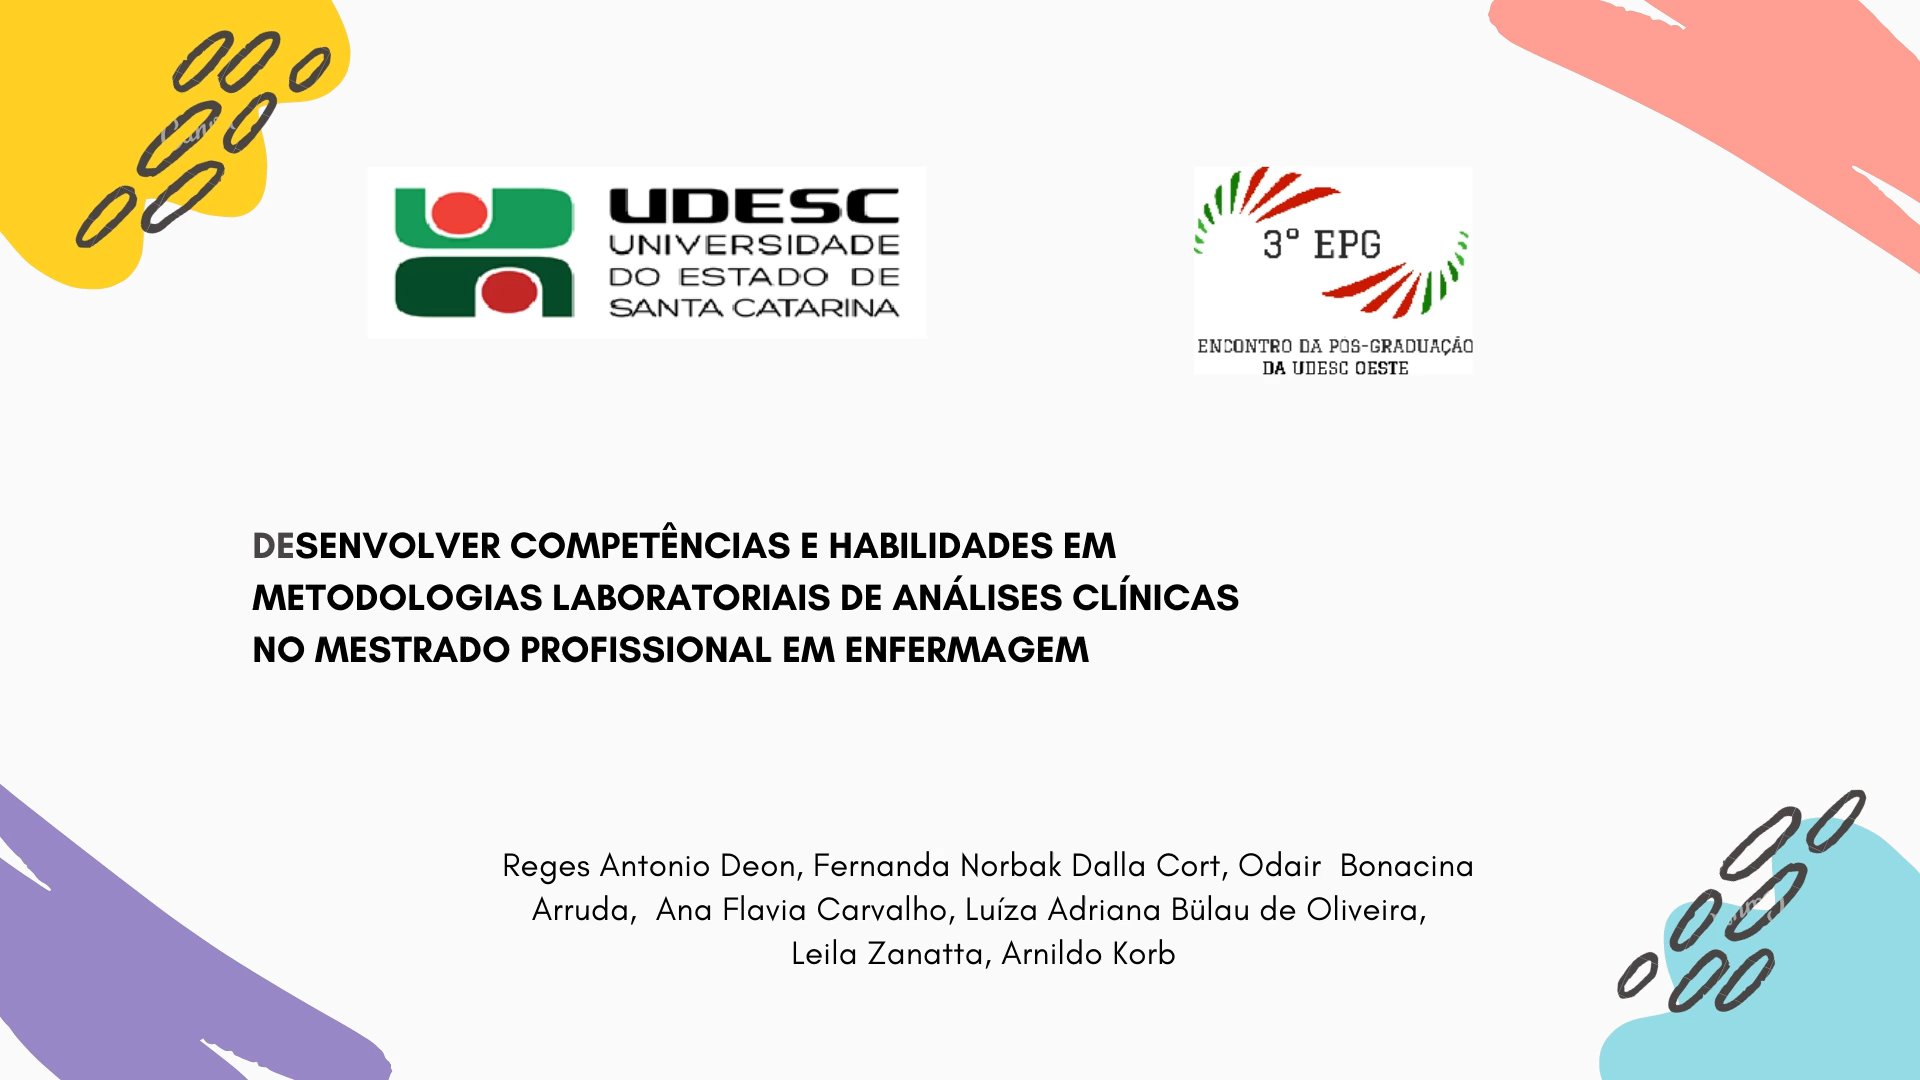 UDESC
UNIVERSIDADE
DO ESTADO DE
SANTA CATARINA
3º EPG
ENCONTRO DA PÓS-GRADUAÇÃO
DA UDESC OESTE
DESENVOLVER COMPETÊNCIAS E HABILIDADES EM
METODOLOGIAS LABORATORIAIS DE ANÁLISES CLÍNICAS
NO MESTRADO PROFISSIONAL EM ENFERMAGEM
Reges Antonio Deon, Fernanda Norbak Dalla Cort, Odair  Bonacina
Arruda,  Ana Flavia Carvalho, Luíza Adriana Bülau de Oliveira,
Leila Zanatta, Arnildo Korb